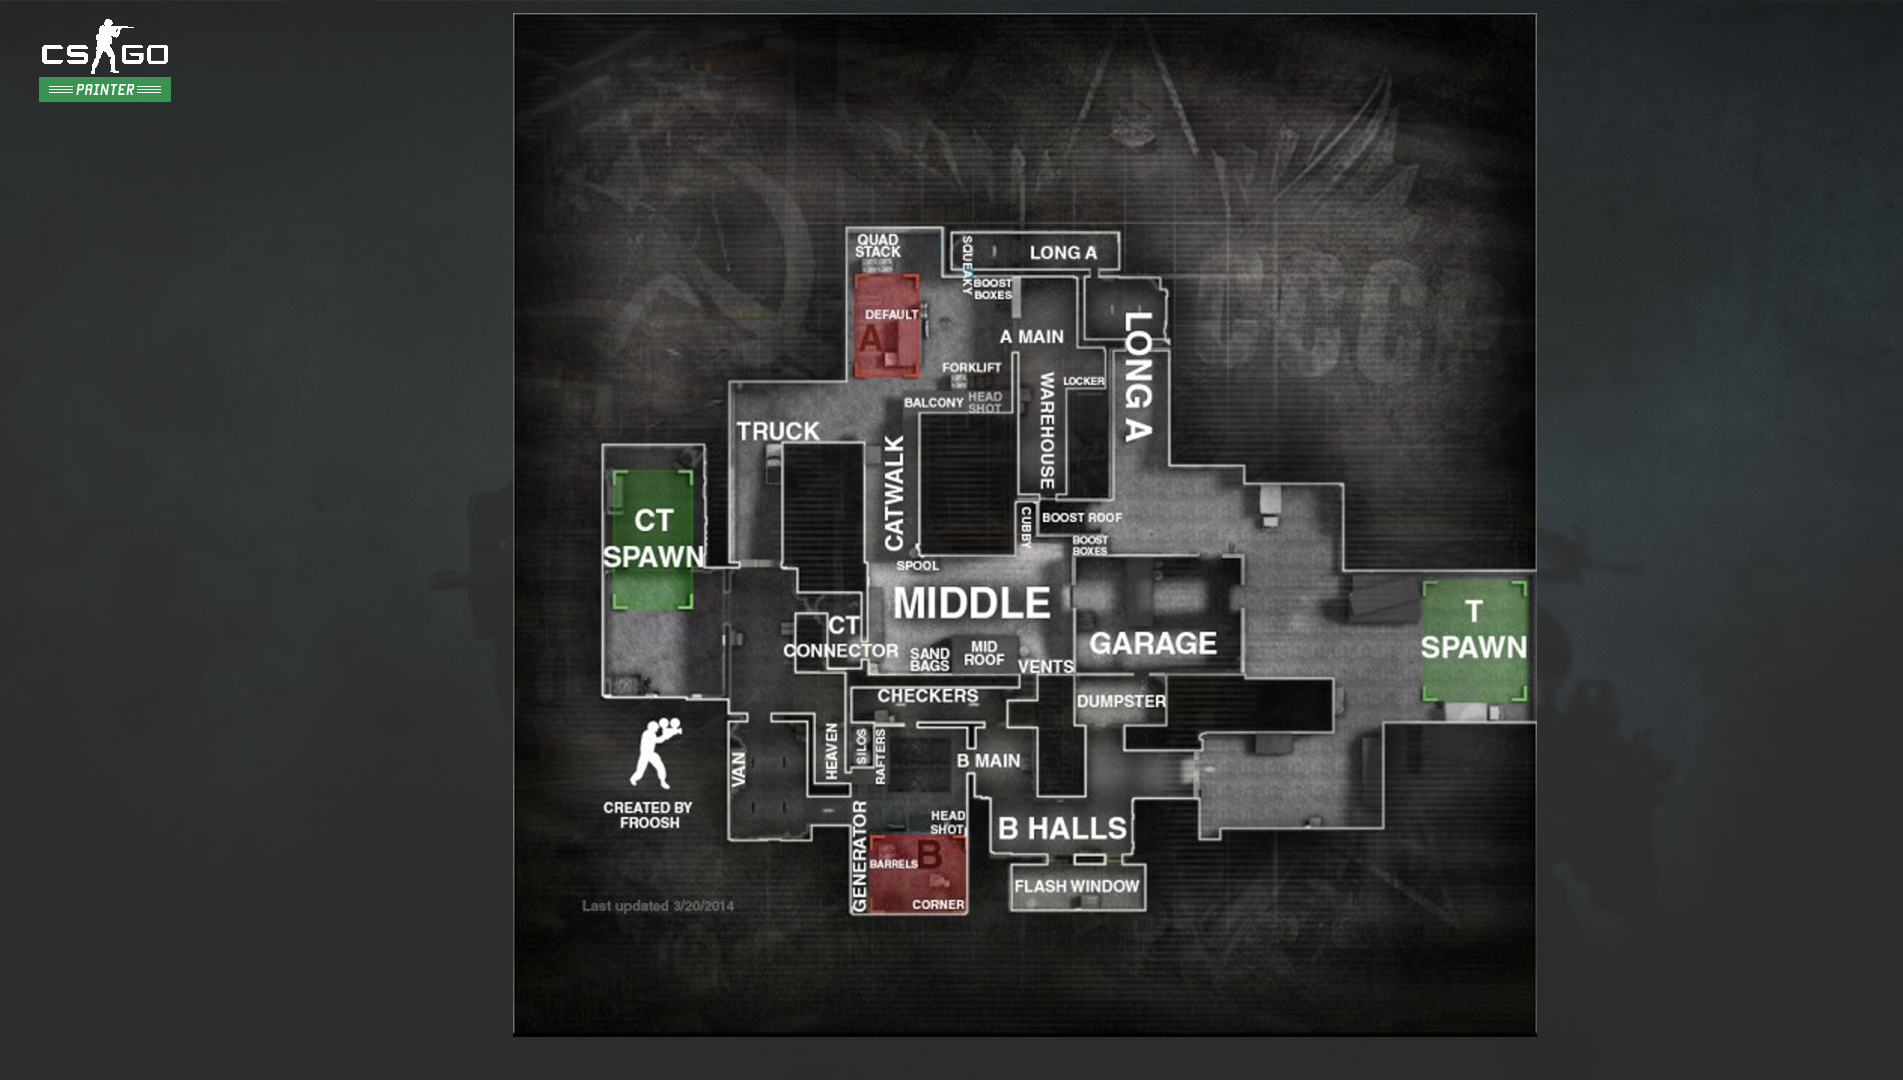 CS GO
PRINTER
QUAD
STACK
SQUEAKY
LONG A
BOOST
BOXES
DEFAULT
A
A MAIN
LONG A
FORKLIFT
LOCKER
BALCONY
HEAD
SHOT
WAREHOUSE
TRUCK
CATWALK
CT
SPAWN
CUBBY
BOOST ROOF
BOOST
BOXES
SPOOL
MIDDLE
T
SPAWN
CT
CONNECTOR
SAND
BAGS
MID
ROOF
VENTS
GARAGE
CHECKERS
DUMPSTER
VAN
HEAVEN
SILOS
RAFTERS
B MAIN
CREATED BY
FROOSH
GENERATOR
HEAD
SHOT
B HALLS
B
BARRELS
CORNER
FLASH WINDOW
Last updated 3/20/2014